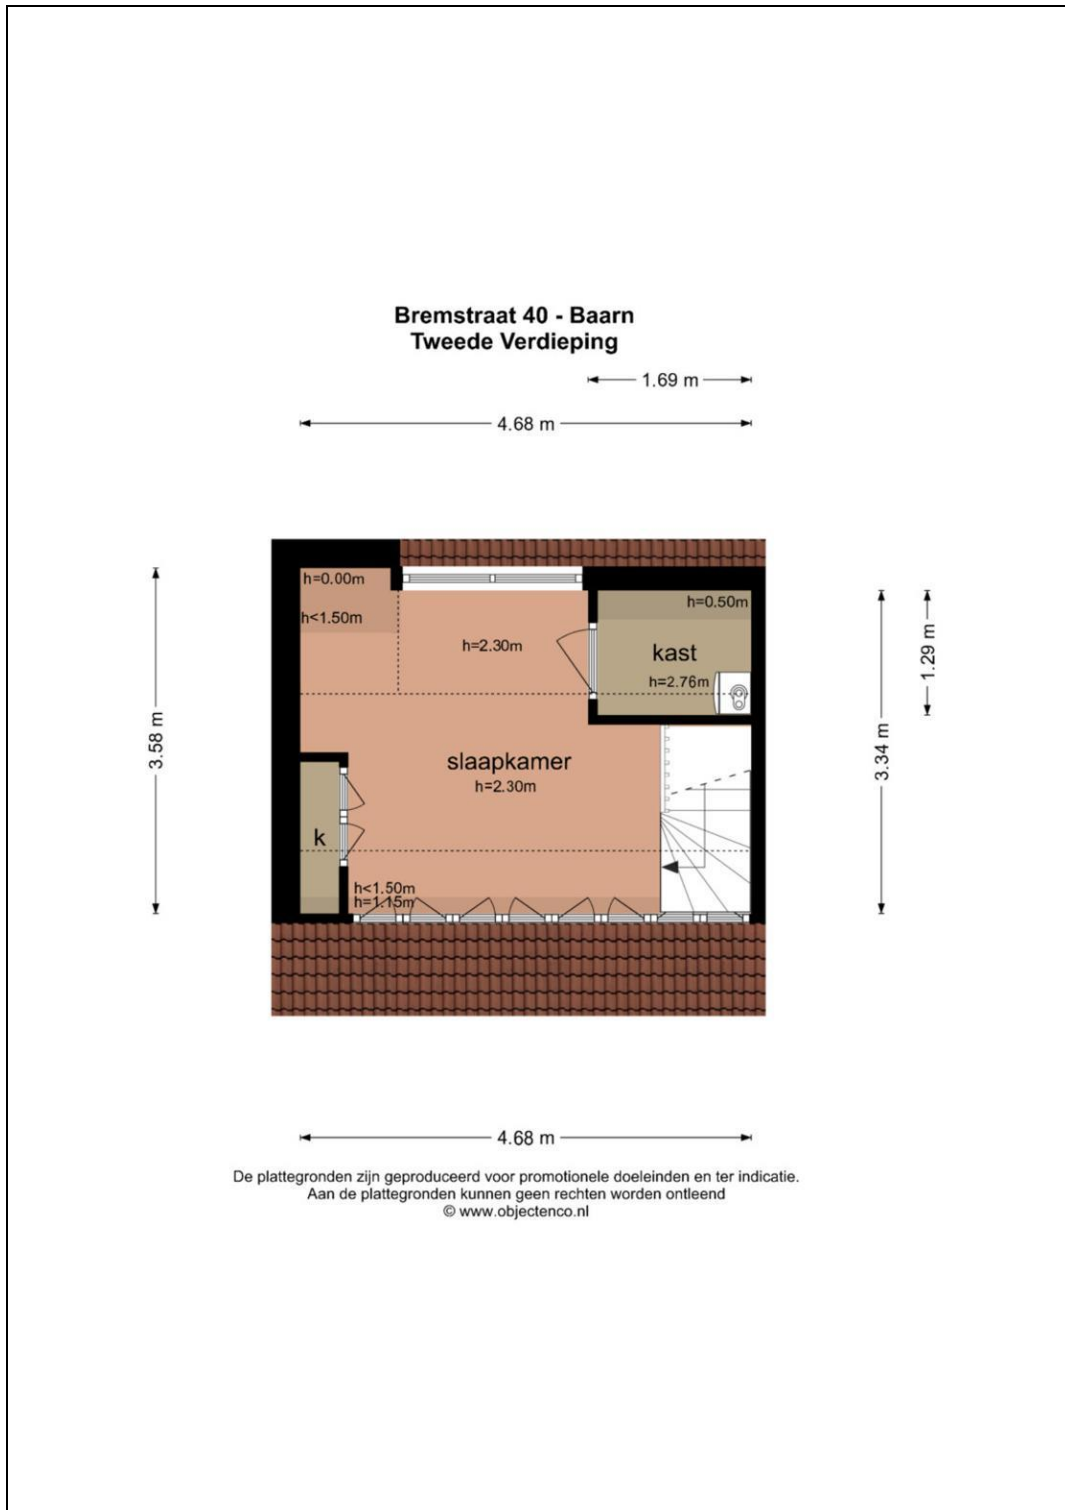 Bremstraat 40 - Baarn
Tweede Verdieping
1.69 m
4.68 m
h=0.00m
h<1.50m
h=2.30m
h=0.50m
kast
h=2.76m
1.29 m
3.58 m
3.34 m
slaapkamer
h=2.30m
k
h<1.50m
h=1.15m
4.68 m
De plattegronden zijn geproduceerd voor promotionele doeleinden en ter indicatie.
Aan de plattegronden kunnen geen rechten worden ontleend
© www.objectenco.nl